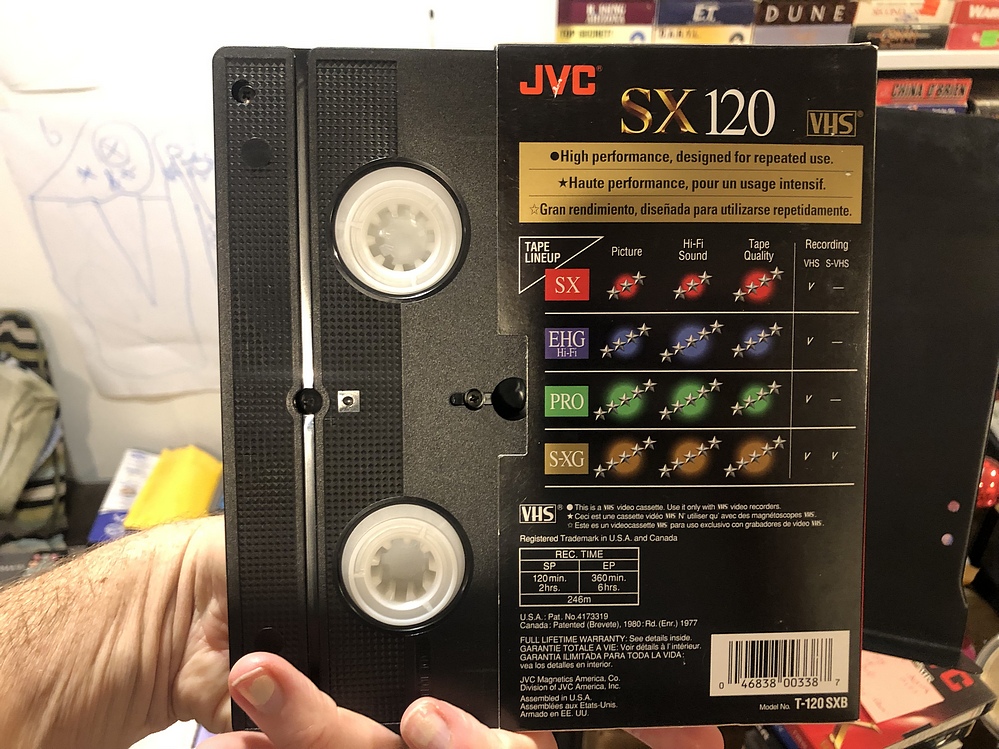 E.T.
DUNE
CHINA O'BRIEN
JVC®
SX 120
VHS®
●High performance, designed for repeated use.
★Haute performance, pour un usage intensif.
☆Gran rendimiento, diseñada para utilizarse repetidamente.
TAPE LINEUP
Picture
Hi-Fi Sound
Tape Quality
Recording
VHS S-VHS
SX
EHG Hi-Fi
PRO
S-XG
VHS® ● This is a VHS video cassette. Use it only with VHS video recorders.
★ Ceci est une cassette vidéo VHS N' utiliser qu' avec des magnétoscopes VHS.
☆ Este es un videocassette VHS para uso exclusivo con grabadores de video VHS.
Registered Trademark in U.S.A. and Canada
REC. TIME
SP EP
120 min. 360 min.
2hrs. 6hrs.
246m
U.S.A.: Pat. No.4173319
Canada: Patented (Brevete), 1980: Rd. (Enr.) 1977
FULL LIFETIME WARRANTY: See details inside.
GARANTIE TOTALE A VIE: Voir détails à l' intérieur.
GARANTIA ILIMITADA PARA TODA LA VIDA:
vea los detalles en interior.
JVC Magnetics America, Co.
Division of JVC America, Inc.
Assembled in U.S.A.
Assemblées aux Etats-Unis
Armado en EE. UU.
0 46838 00338 7
Model No. T-120 SXB